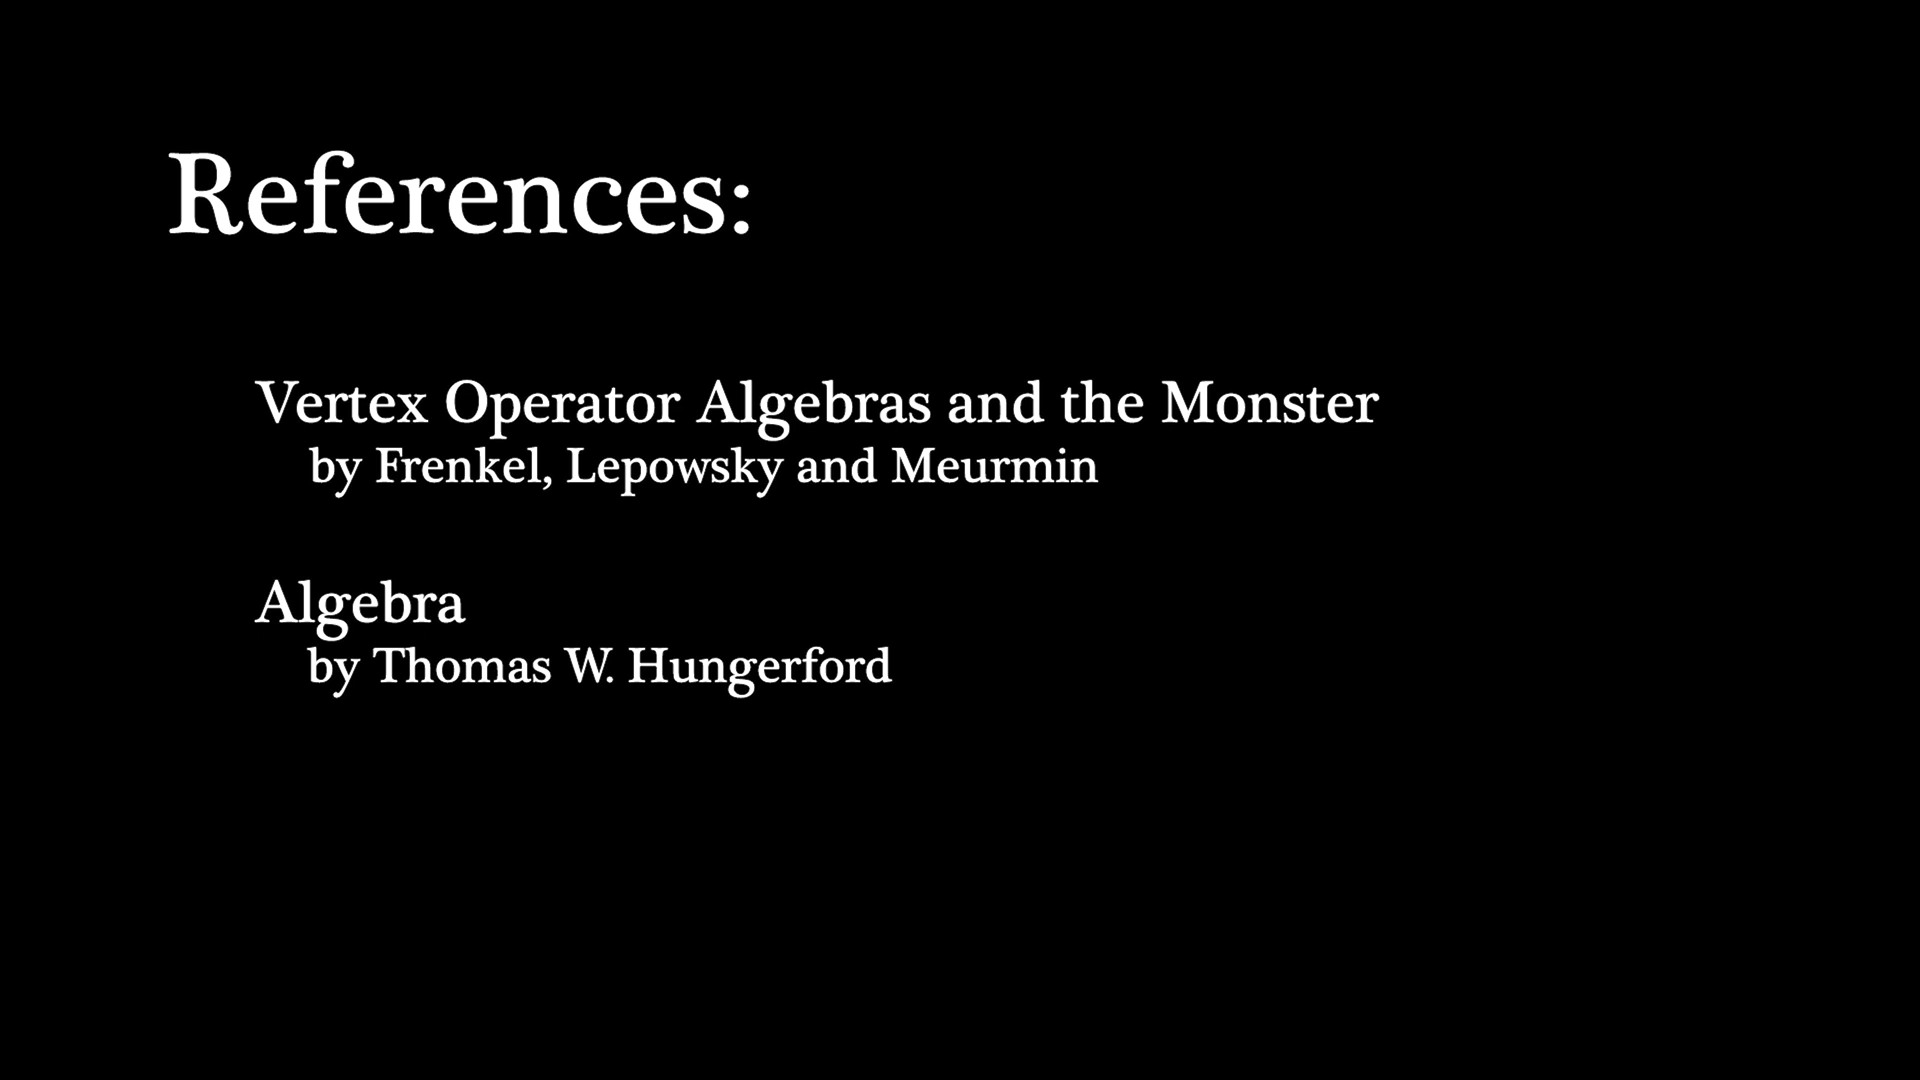 References:
Vertex Operator Algebras and the Monster
by Frenkel, Lepowsky and Meurmin
Algebra
by Thomas W. Hungerford